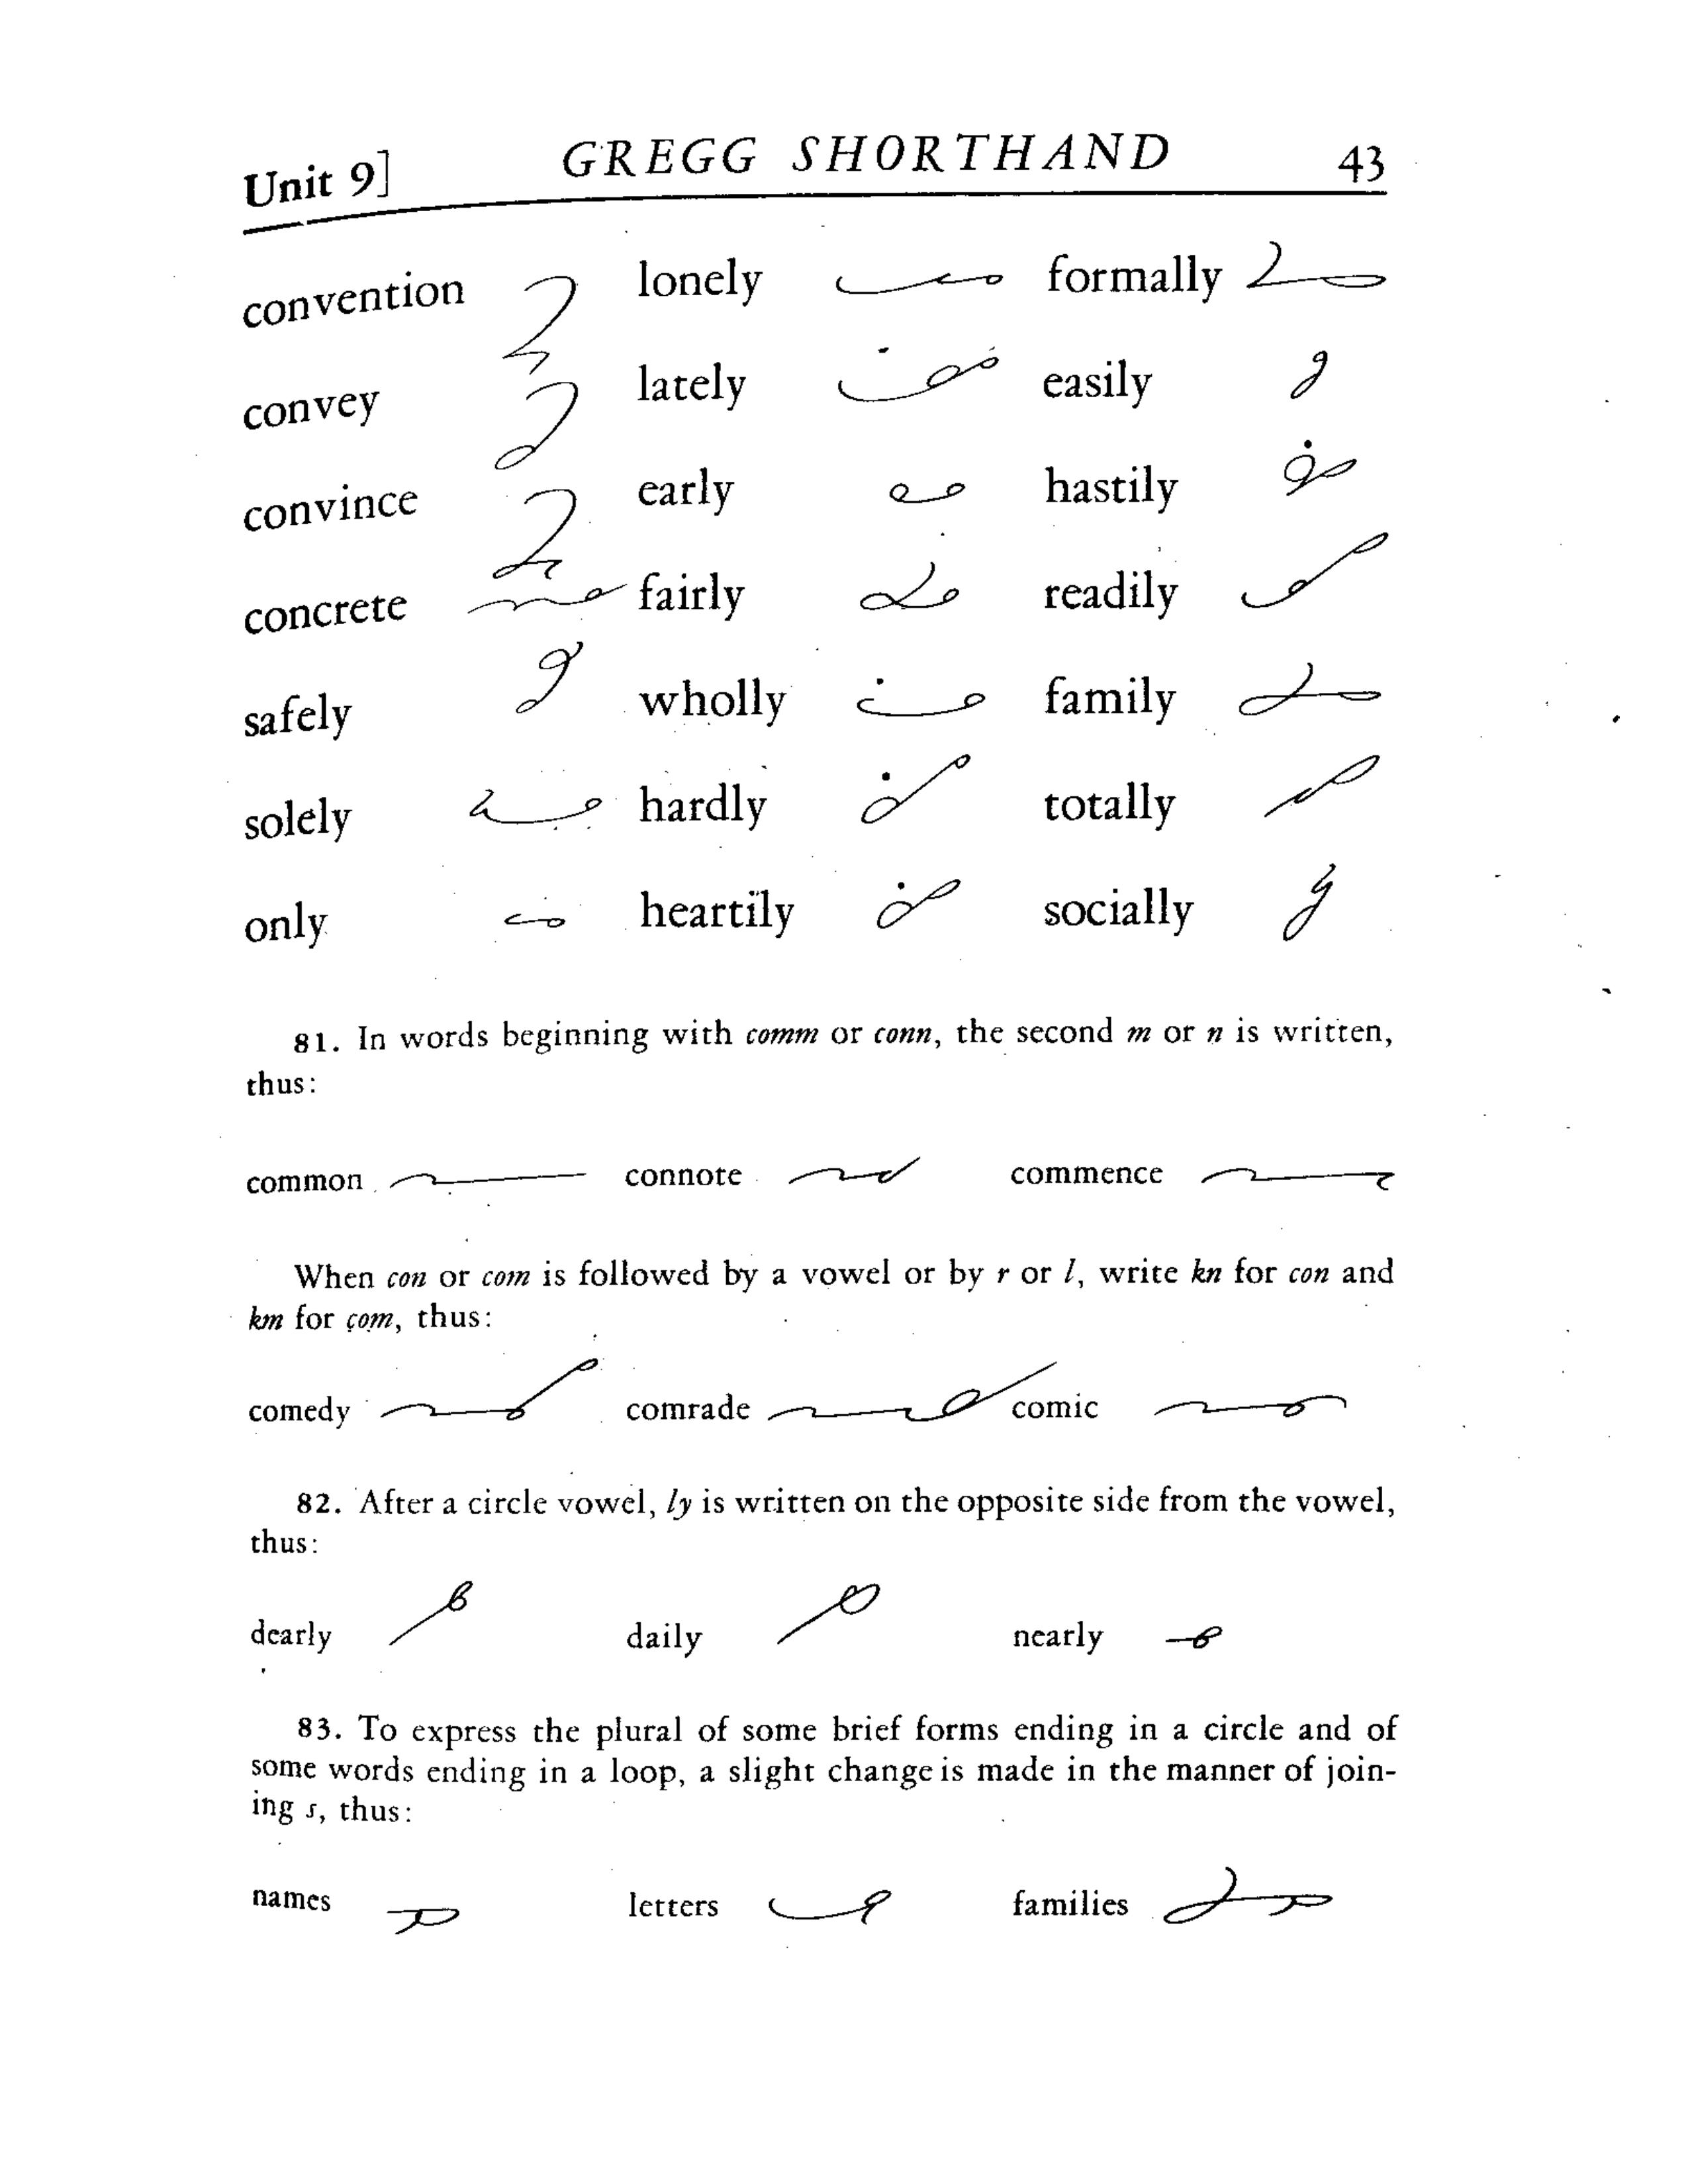 Unit 9] GREGG SHORTHAND 43
convention lonely formally
convey lately easily
convince early hastily
concrete fairly readily
safely wholly family
solely hardly totally
only heartily socially
81. In words beginning with comm or conn, the second m or n is written,
thus:
common connote commence
When con or com is followed by a vowel or by r or l, write kn for con and
km for com, thus:
comedy comrade comic
82. After a circle vowel, ly is written on the opposite side from the vowel,
thus:
dearly daily nearly
83. To express the plural of some brief forms ending in a circle and of
some words ending in a loop, a slight change is made in the manner of join-
ing s, thus:
names letters families